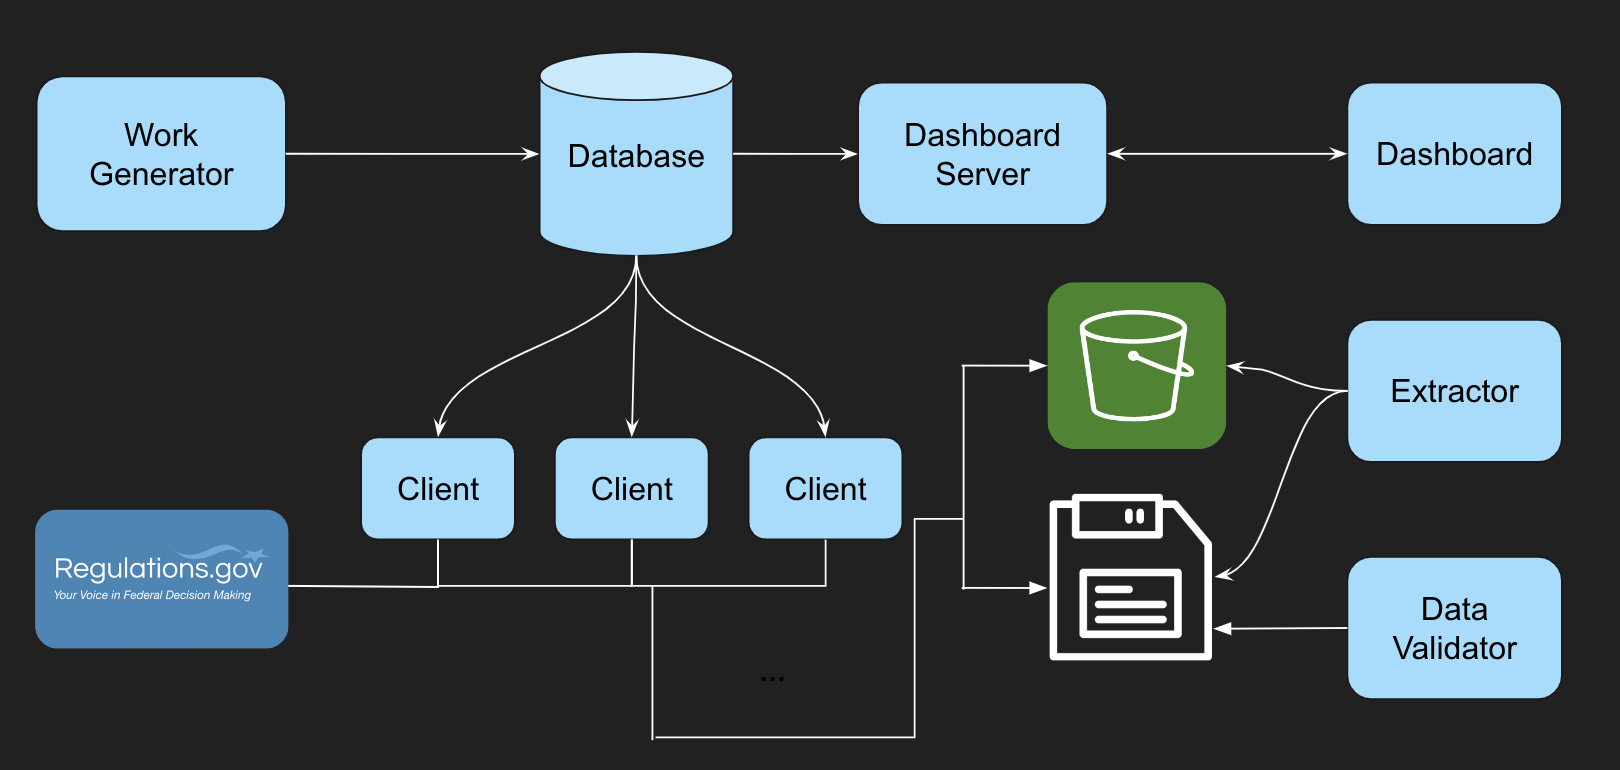 Work
Generator
Database
Dashboard
Server
Dashboard
Extractor
Client
Client
Client
Regulations.gov
Your Voice in Federal Decision Making
Data
Validator
...